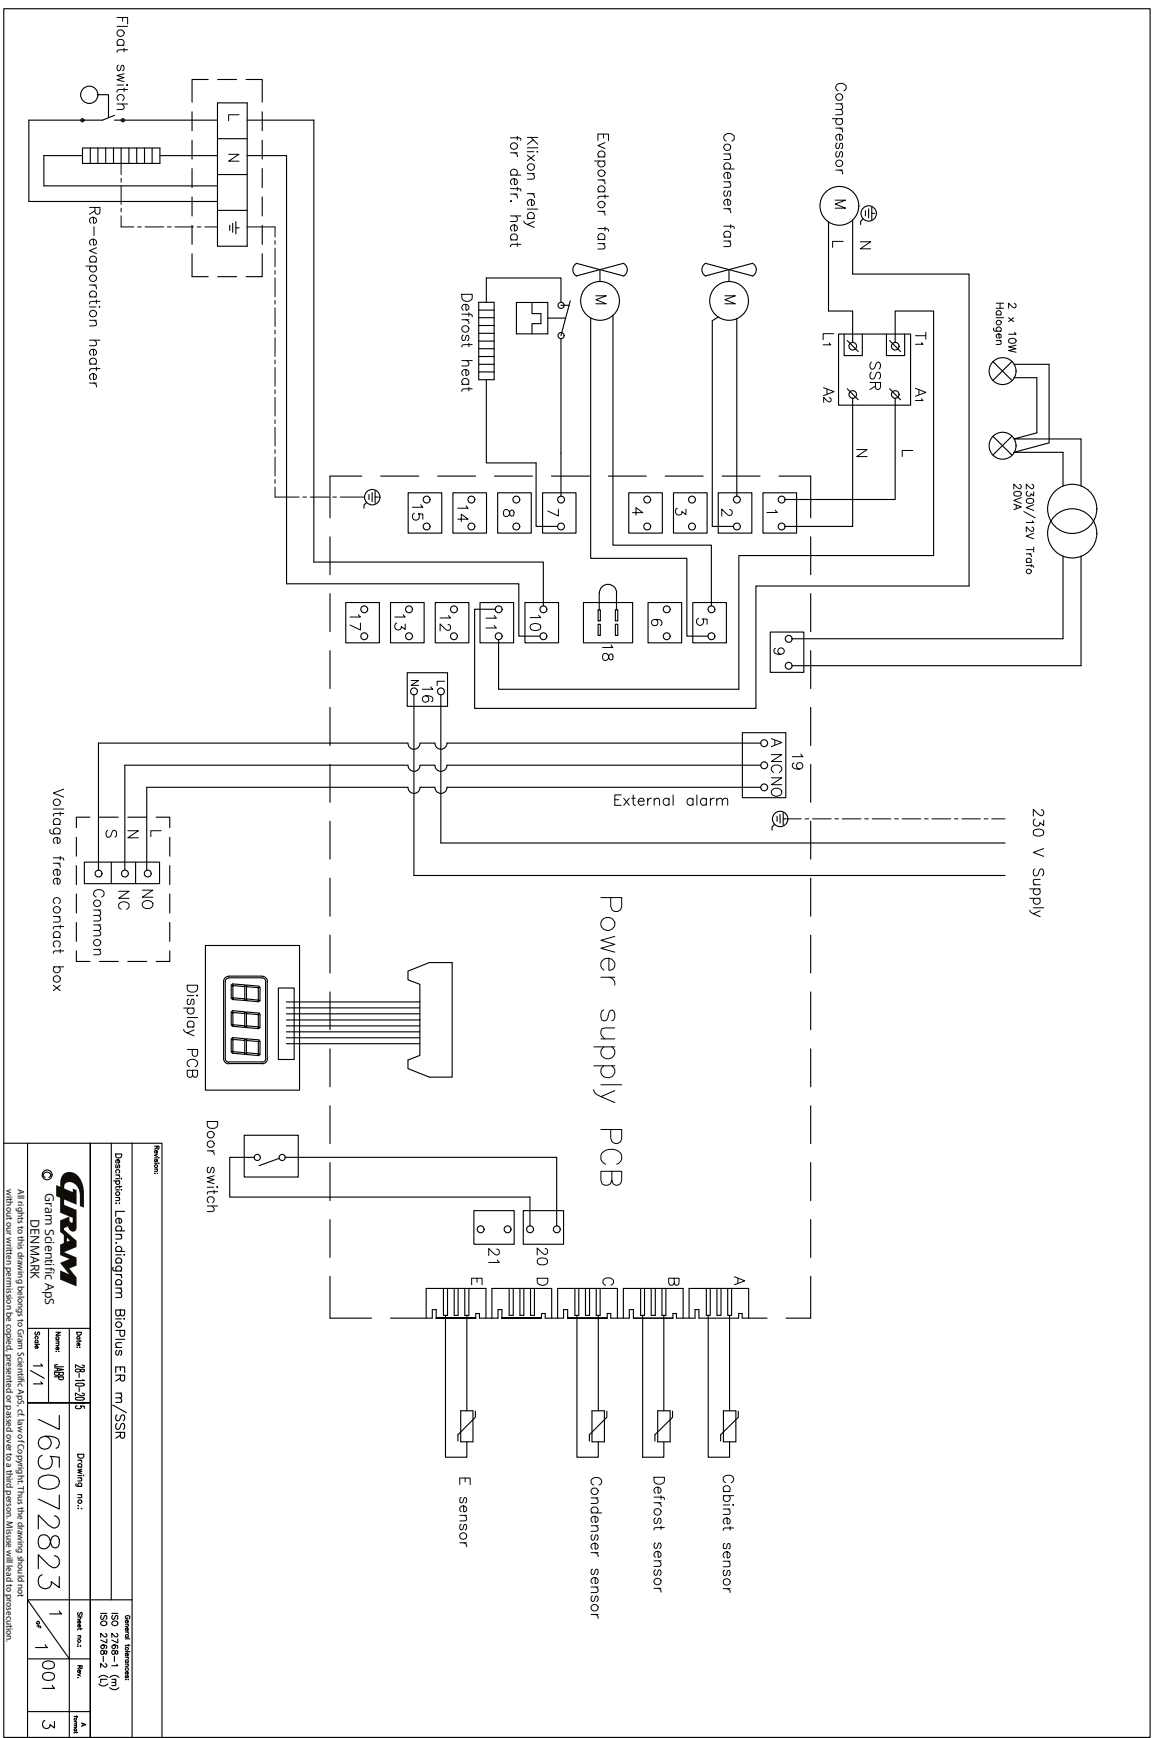 2 x 10W
Halogen
230V/12V Trafo
20VA
230 V Supply
Compressor
M
N
L
T1
A1
L1
A2
SSR
L
N
Condenser fan
M
Evaporator fan
M
Klixon relay
for defr. heat
Defrost heat
Float switch
L
N
Re-evaporation heater
1
2
3
4
7
8
14
15
9
5
6
18
10
11
12
13
17
L
16
N
19
A NC NO
External alarm
Power supply PCB
L
N
S
NO
NC
Common
Voltage free contact box
Display PCB
Door switch
20
21
A
B
C
D
E
Cabinet sensor
Defrost sensor
Condenser sensor
E sensor
Revision:
Description: Ledn.diagram BioPlus ER m/SSR
General tolerances:
ISO 2768-1 (m)
ISO 2768-2 (L)
GRAM
© Gram Scientific ApS
DENMARK
Date: 28-10-2015
Name: JABP
Scale 1/1
Drawing no.:
765072823
Sheet no.:
1 OF 1
Rev.
001
A
format
3
All rights to this drawing belongs to Gram Scientific ApS, cf. law of Copyright. Thus the drawing should not
without our written permission be copied, presented or passed over to a third person. Misuse will lead to prosecution.